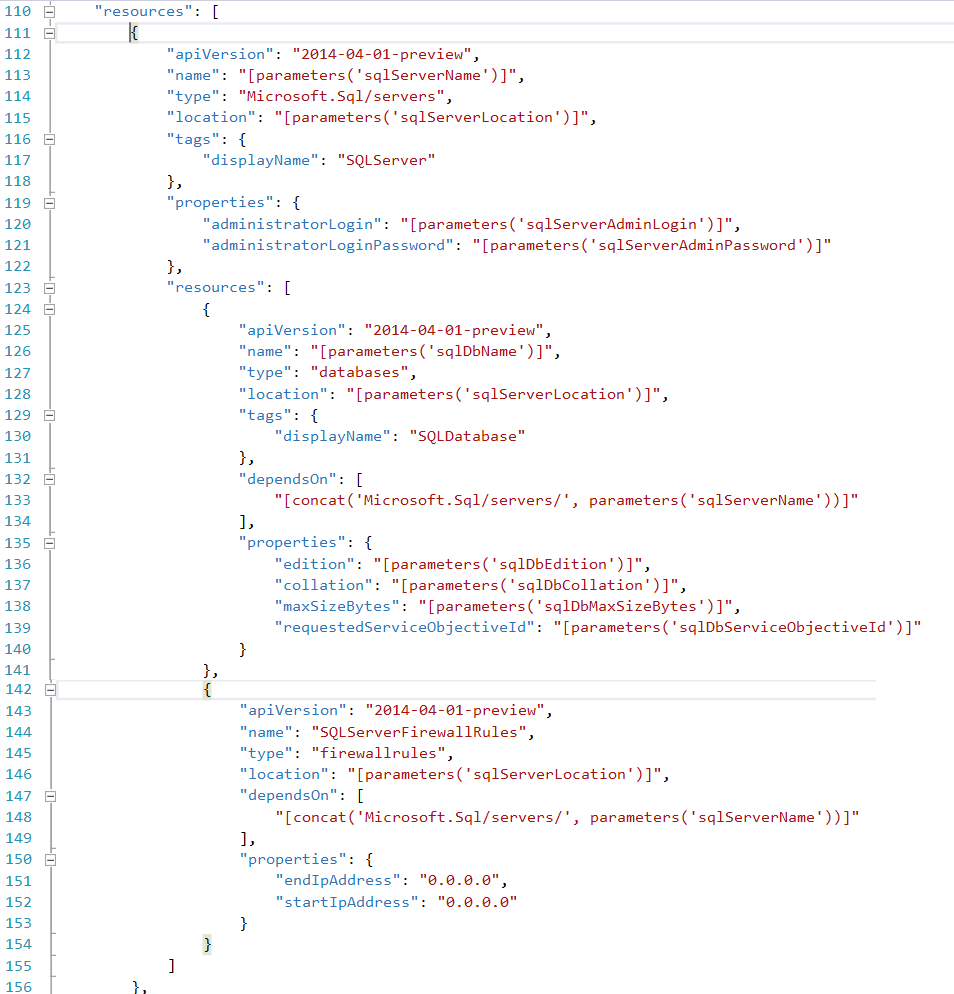 110 "resources": [
111 {
112 "apiVersion": "2014-04-01-preview",
113 "name": "[parameters('sqlServerName')]",
114 "type": "Microsoft.Sql/servers",
115 "location": "[parameters('sqlServerLocation')]",
116 "tags": {
117 "displayName": "SQLServer"
118 },
119 "properties": {
120 "administratorLogin": "[parameters('sqlServerAdminLogin')]",
121 "administratorLoginPassword": "[parameters('sqlServerAdminPassword')]"
122 },
123 "resources": [
124 {
125 "apiVersion": "2014-04-01-preview",
126 "name": "[parameters('sqlDbName')]",
127 "type": "databases",
128 "location": "[parameters('sqlServerLocation')]",
129 "tags": {
130 "displayName": "SQLDatabase"
131 },
132 "dependsOn": [
133 "[concat('Microsoft.Sql/servers/', parameters('sqlServerName'))]"
134 ],
135 "properties": {
136 "edition": "[parameters('sqlDbEdition')]",
137 "collation": "[parameters('sqlDbCollation')]",
138 "maxSizeBytes": "[parameters('sqlDbMaxSizeBytes')]",
139 "requestedServiceObjectiveId": "[parameters('sqlDbServiceObjectiveId')]"
140 }
141 },
142 {
143 "apiVersion": "2014-04-01-preview",
144 "name": "SQLServerFirewallRules",
145 "type": "firewallrules",
146 "location": "[parameters('sqlServerLocation')]",
147 "dependsOn": [
148 "[concat('Microsoft.Sql/servers/', parameters('sqlServerName'))]"
149 ],
150 "properties": {
151 "endIpAddress": "0.0.0.0",
152 "startIpAddress": "0.0.0.0"
153 }
154 }
155 ]
156 },